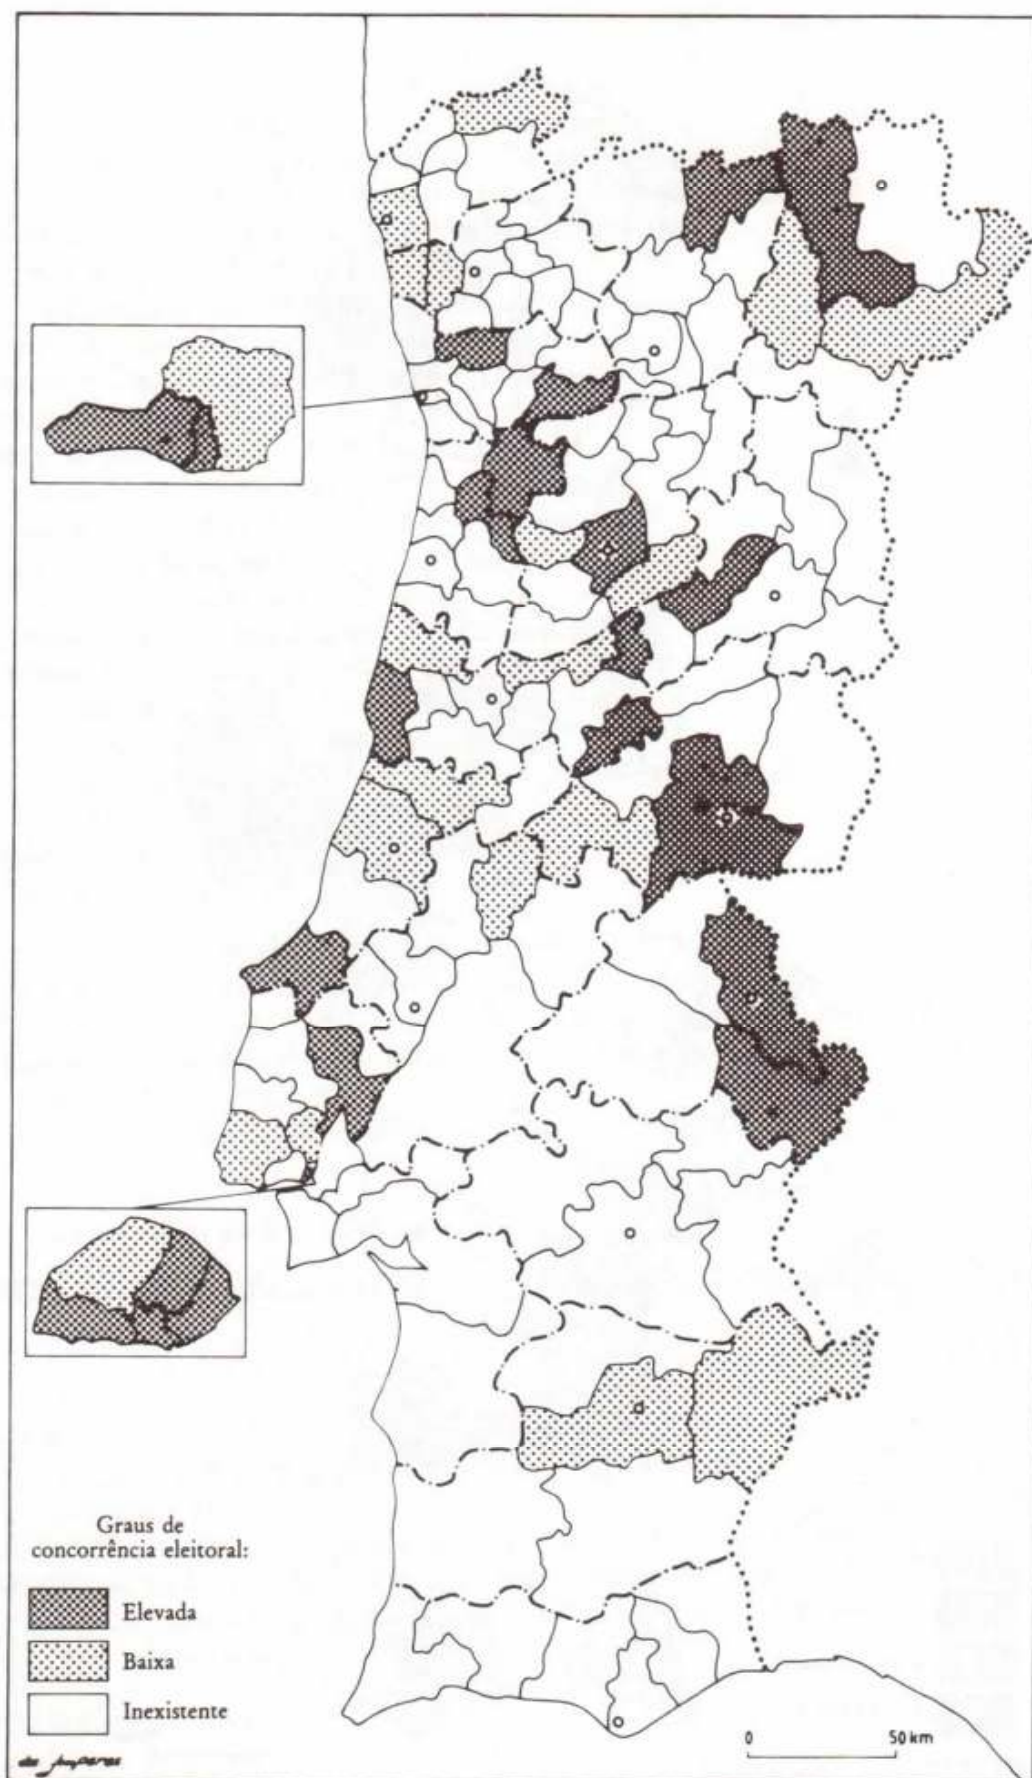 Graus de
concorrência eleitoral:
Elevada
Baixa
Inexistente
0 50 km